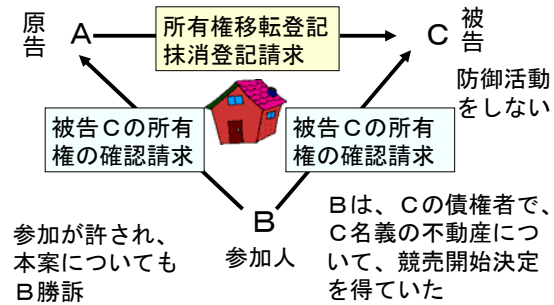 原告
A
所有権移転登記
抹消登記請求
C
被告
防御活動
をしない
被告Cの所有
権の確認請求
被告Cの所有
権の確認請求
B
参加人
参加が許され、
本案についても
B勝訴
Bは、Cの債権者で、
C名義の不動産につ
いて、競売開始決定
を得ていた